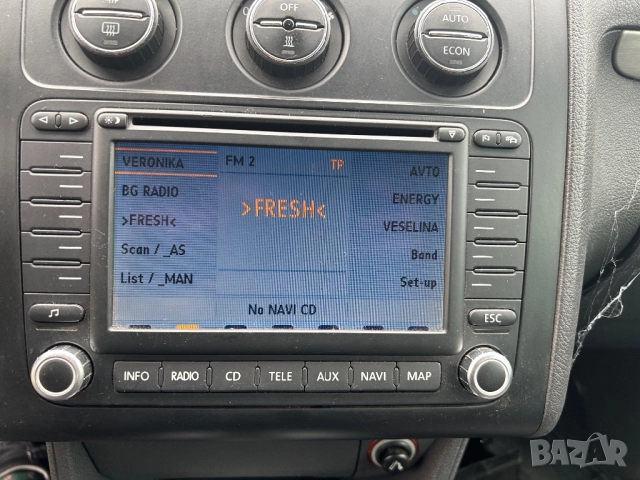 OFF
AUTO
ECON
VERONIKA
FM 2
TP
AVTO
BG RADIO
ENERGY
>FRESH<
>FRESH<
VESELINA
Scan / _AS
Band
List / _MAN
Set-up
No NAVI CD
ESC
INFO
RADIO
CD
TELE
AUX
NAVI
MAP
BAZAR